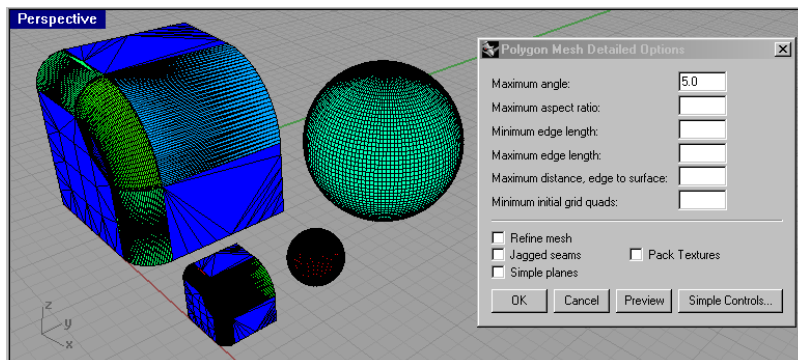 Perspective
Polygon Mesh Detailed Options
Maximum angle: 5.0
Maximum aspect ratio:
Minimum edge length:
Maximum edge length:
Maximum distance, edge to surface:
Minimum initial grid quads:
Refine mesh
Jagged seams Pack Textures
Simple planes
OK Cancel Preview Simple Controls...
z
y
x